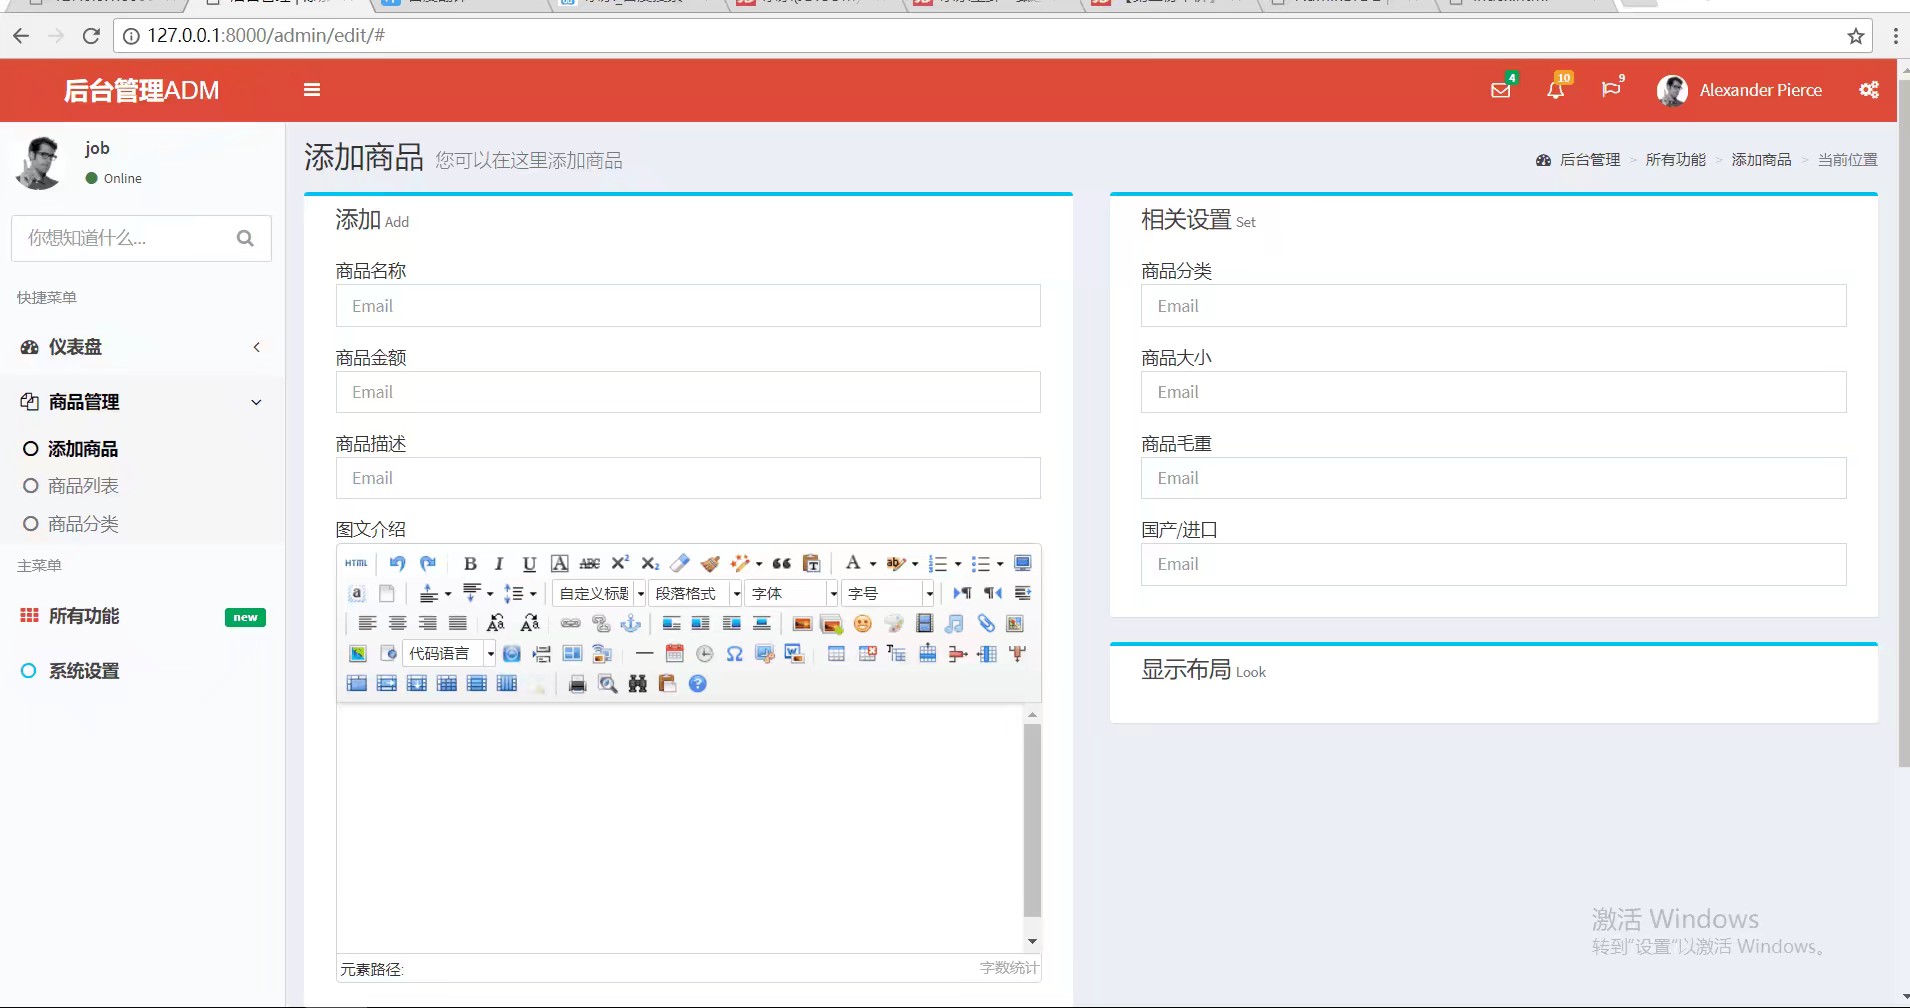 127.0.0.1:8000/admin/edit/#
后台管理ADM
4
10
9
Alexander Pierce
job
Online
你想知道什么...
快捷菜单
仪表盘
商品管理
添加商品
商品列表
商品分类
主菜单
所有功能
new
系统设置
添加商品 您可以在这里添加商品
后台管理 > 所有功能 > 添加商品 > 当前位置
添加 Add
商品名称
Email
商品金额
Email
商品描述
Email
图文介绍
HTML
自定义标题
段落格式
字体
字号
代码语言
元素路径:
字数统计
相关设置 Set
商品分类
Email
商品大小
Email
商品毛重
Email
国产/进口
Email
显示布局 Look
激活 Windows
转到"设置"以激活 Windows。